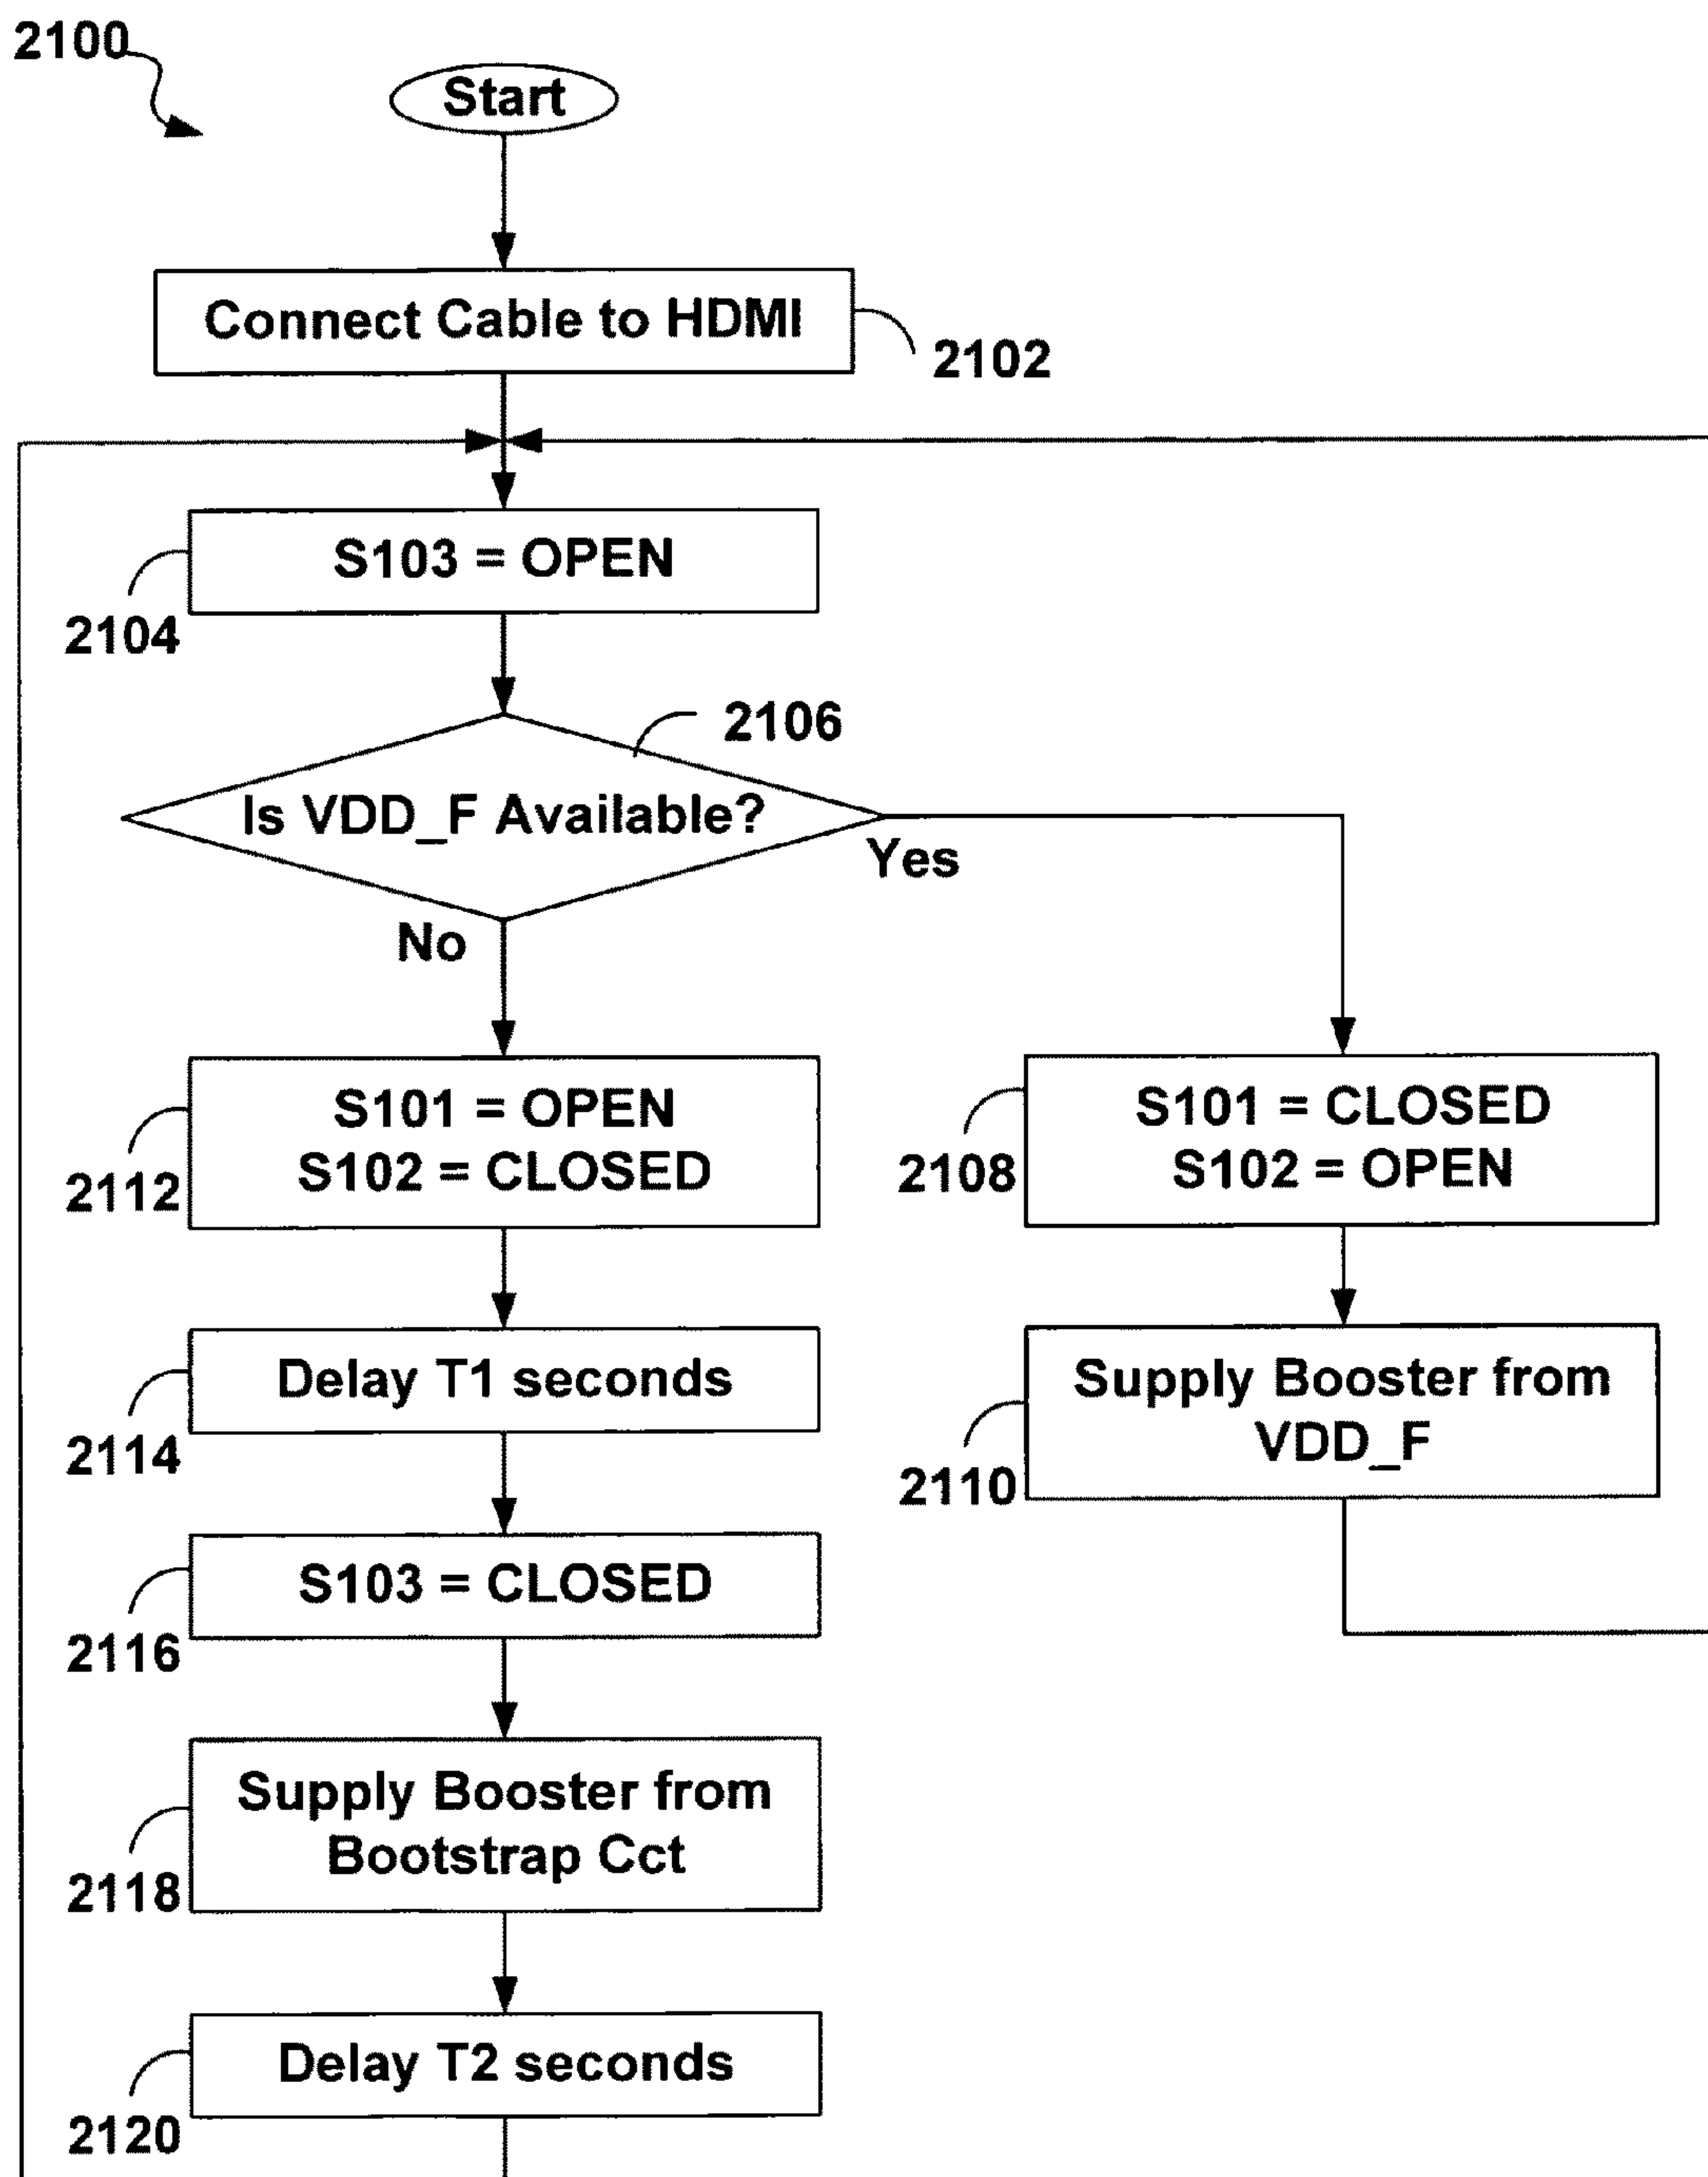 2100
Start
Connect Cable to HDMI
2102
S103 = OPEN
2104
2106
Is VDD_F Available?
Yes
No
S101 = OPEN
S102 = CLOSED
2112
S101 = CLOSED
S102 = OPEN
2108
Delay T1 seconds
2114
Supply Booster from
VDD_F
2110
S103 = CLOSED
2116
Supply Booster from
Bootstrap Cct
2118
Delay T2 seconds
2120